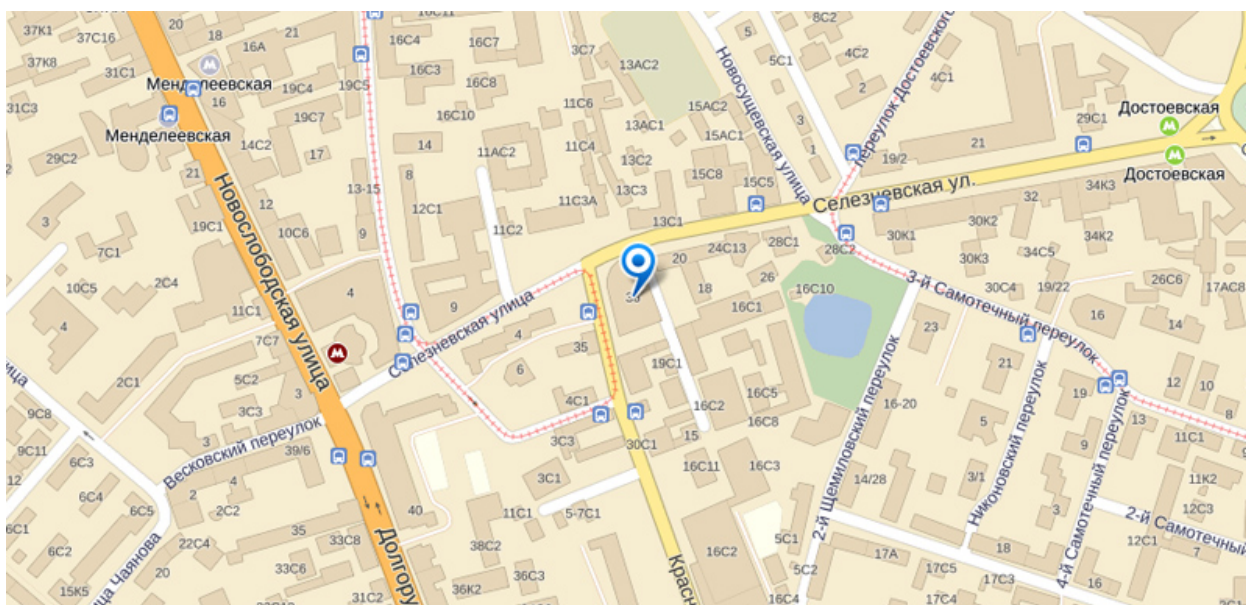 37К1
37С16
20
18
16А
21
16С11
16С4
16С7
3С7
5
8С2
37К8
31С1
Менделеевская
19С5
16С3
16С8
13АС2
5С1
4С2
4С1
31С3
16
19С4
11С6
15АС2
2
переулок Достоевского
Достоевская
Менделеевская
19С7
16С10
13АС1
Новосущевская улица
3
29С1
29С2
14С2
17
14
11АС2
11С4
15АС1
1
19/2
21
21
13-15
8
13С2
15С8
15С5
Селезневская ул.
34К3
Достоевская
3
19С1
12
12С1
11С3А
13С3
32
Новослободская улица
10С6
9
11С2
13С1
30К1
30К2
34К2
7С1
24С13
28С1
28С2
34С5
20
30К3
10С5
2С4
4
18
26
16С10
30С4
19/22
26С6
17АС8
4
11С1
9
16С1
3-й Самотечный переулок
16
14
7С7
Селезневская улица
4
35
23
2С1
5С2
6
19С1
21
3
4С1
16С5
16-20
19
12
10
9С8
3С3
16С2
16С8
5
8
9С11
3
39/6
3С3
30С1
15
9
13
11С1
6С3
Весковский переулок
4
2
3С1
16С11
16С3
14/28
3/1
11К2
12
6С4
2С2
40
11С1
5-7С1
2-й Щемиловский переулок
Никоновский переулок
3
12С3
6С1
6С5
35
5С1
2-й Самотечный
22С4
33С8
38С2
16С2
17А
18
12С1
7
6С2
Чаянова
20
33С6
36С3
5С2
17С5
17С3
4-й Самотечный переулок
16
15К5
31С2
Долгору
36К2
Красн
16С4
17С4